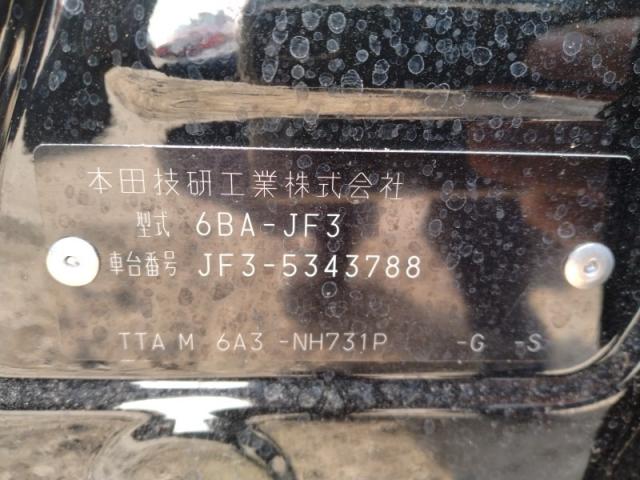 本田技研工業株式会社
型式 6BA-JF3
車台番号 JF3-5343788
TTA M 6A3 -NH731P -G -S